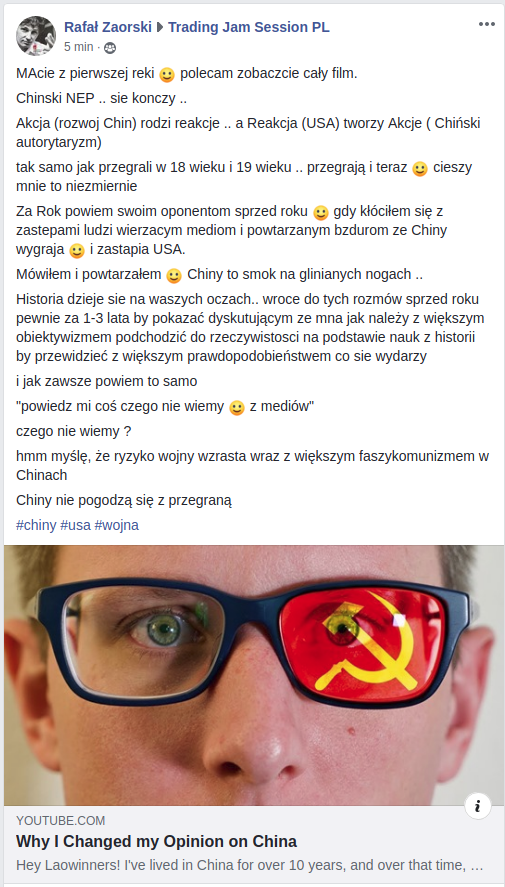 Rafał Zaorski Trading Jam Session PL
5 min ·
MAcie z pierwszej reki 🙂 polecam zobaczcie cały film.
Chinski NEP .. sie konczy ..
Akcja (rozwoj Chin) rodzi reakcje .. a Reakcja (USA) tworzy Akcje ( Chiński
autorytaryzm)
tak samo jak przegrali w 18 wieku i 19 wieku .. przegrają i teraz 🙂 cieszy
mnie to niezmiernie
Za Rok powiem swoim oponentom sprzed roku 🙂 gdy kłóciłem się z
zastepami ludzi wierzacym mediom i powtarzanym bzdurom ze Chiny
wygraja 🙂 i zastapia USA.
Mówiłem i powtarzałem 🙂 Chiny to smok na glinianych nogach ..
Historia dzieje sie na waszych oczach.. wroce do tych rozmów sprzed roku
pewnie za 1-3 lata by pokazać dyskutującym ze mna jak należy z większym
obiektywizmem podchodzić do rzeczywistosci na podstawie nauk z historii
by przewidzieć z większym prawdopodobieństwem co sie wydarzy
i jak zawsze powiem to samo
"powiedz mi coś czego nie wiemy 🙂 z mediów"
czego nie wiemy ?
hmm myślę, że ryzyko wojny wzrasta wraz z większym faszykomunizmem w
Chinach
Chiny nie pogodzą się z przegraną
#chiny #usa #wojna
YOUTUBE.COM
Why I Changed my Opinion on China
Hey Laowinners! I've lived in China for over 10 years, and over that time, …